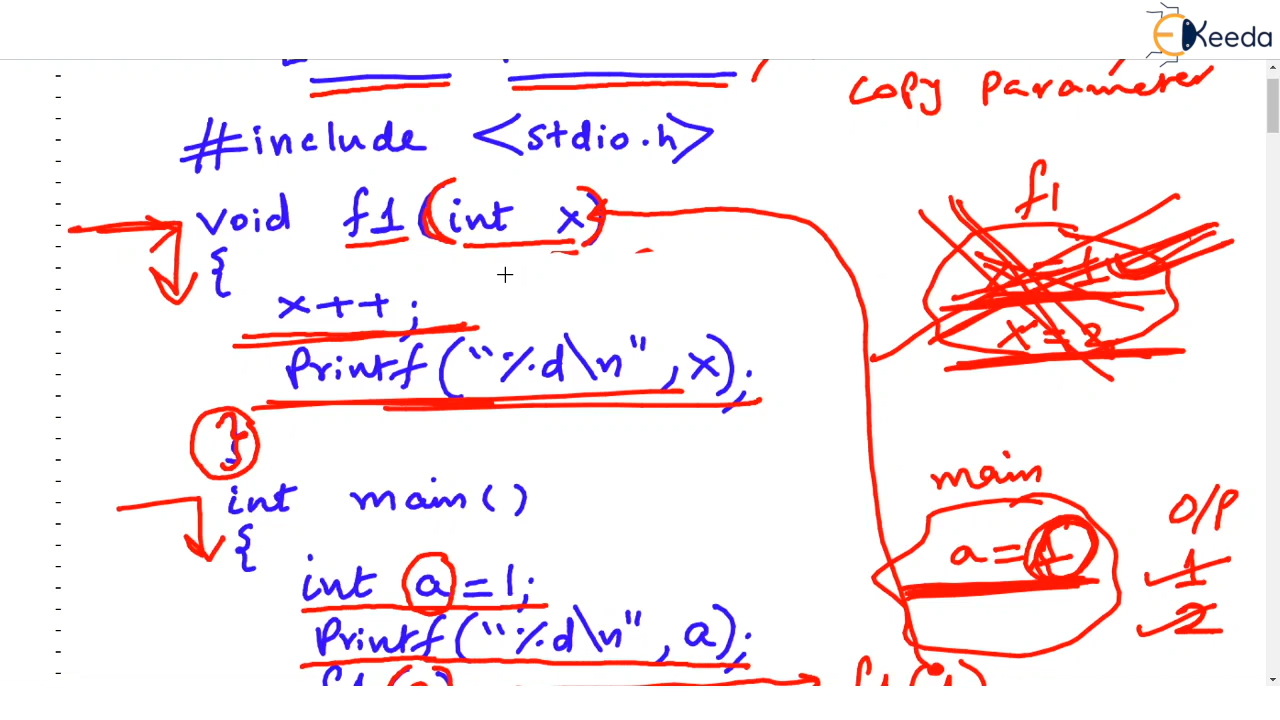 Keeda
copy parameter
#include <stdio.h>
void f1 (int x)
{
x++;
Printf("%d\n", x);
}
int main()
{
int a = 1;
Printf("%d\n", a);
f1
x = 2
main
a = 1
O/P
1
2